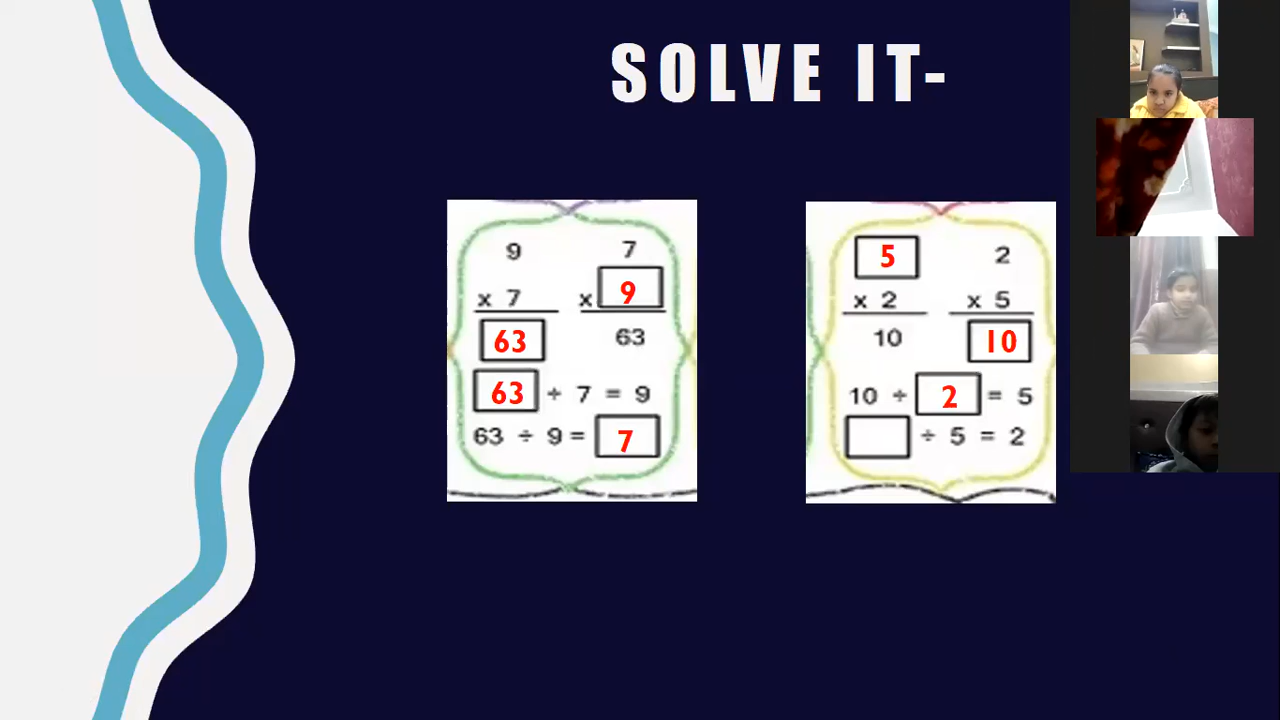 SOLVE IT-
9 7
x 7 x 9
63 63
63 ÷ 7 = 9
63 ÷ 9 = 7
5 2
x 2 x 5
10 10
10 ÷ 2 = 5
÷ 5 = 2